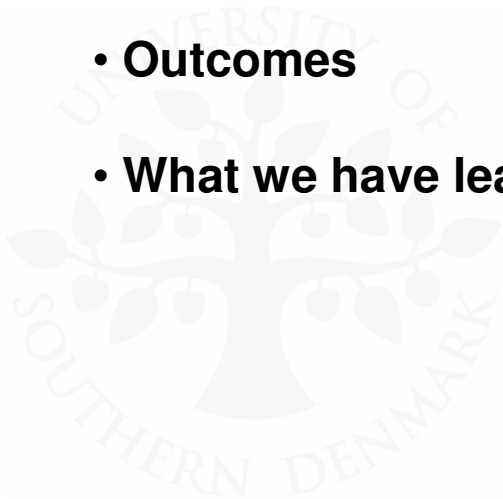 UNIVERSITY OF
• Outcomes
• What we have lea
SOUTHERN DENMARK